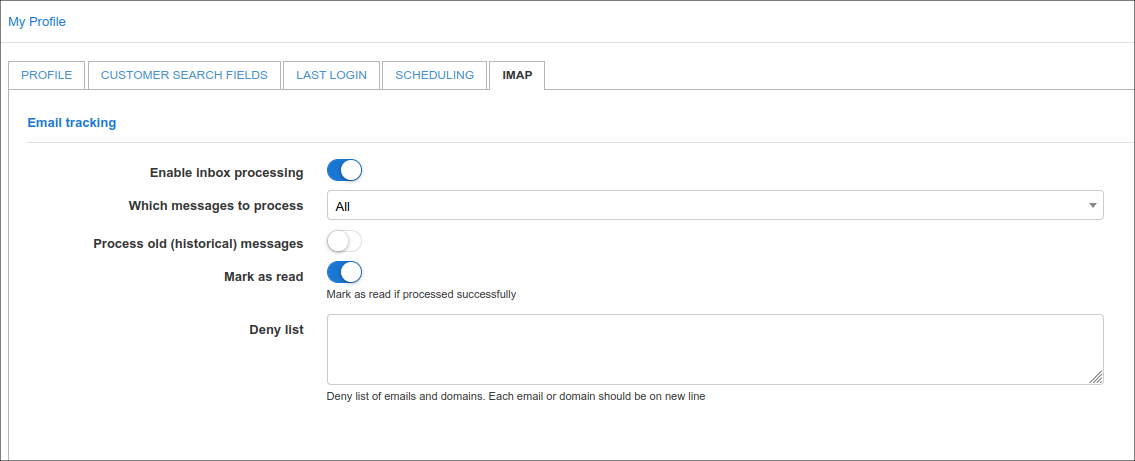 My Profile
PROFILE CUSTOMER SEARCH FIELDS LAST LOGIN SCHEDULING IMAP
Email tracking
Enable inbox processing
Which messages to process All
Process old (historical) messages
Mark as read
Mark as read if processed successfully
Deny list
Deny list of emails and domains. Each email or domain should be on new line